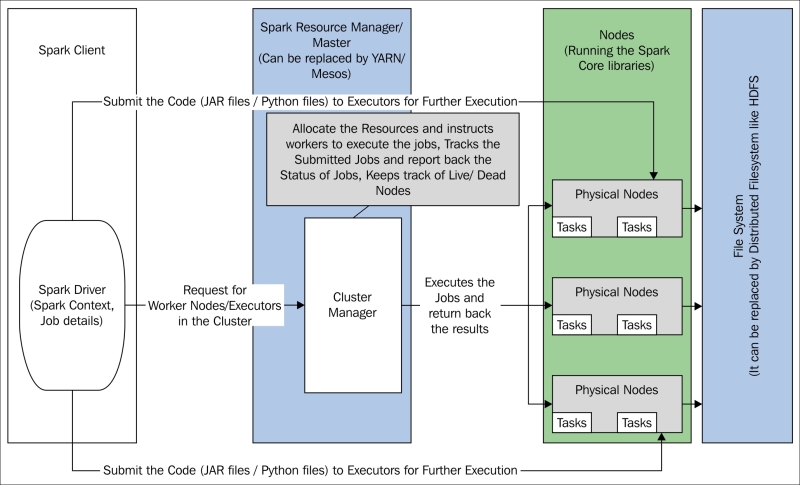 Spark Client
Spark Resource Manager/
Master
(Can be replaced by YARN/
Mesos
Nodes
(Running the Spark
Core libraries)
Submit the Code (JAR files / Python files) to Executors for Further Execution
Allocate the Resources and instructs
workers to execute the jobs, Tracks the
Submitted Jobs and report back the
Status of Jobs, Keeps track of Live/ Dead
Nodes
Physical Nodes
Tasks
Tasks
Spark Driver
(Spark Context,
Job details)
Request for
Worker Nodes/Executors
in the Cluster
Cluster
Manager
Executes the
Jobs and
return back
the results
Physical Nodes
Tasks
Tasks
Physical Nodes
Tasks
Tasks
File System
(It can be replaced by Distributed Filesystem like HDFS
Submit the Code (JAR files / Python files) to Executors for Further Execution